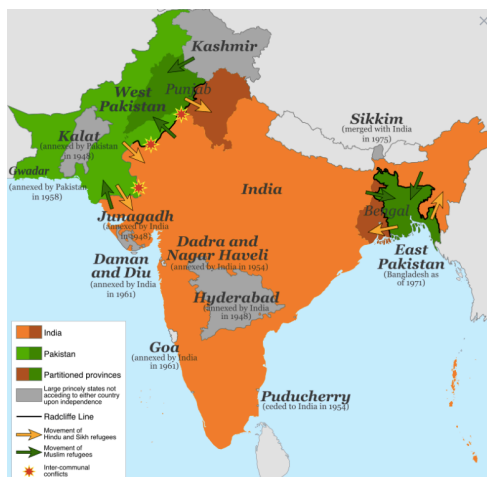 Kashmir
Punjab
West
Pakistan
Kalat
(annexed by Pakistan
in 1948)
Gwadar
(annexed by Pakistan
in 1958)
Sikkim
(merged with India
in 1975)
India
Bengal
East
Pakistan
(Bangladesh as
of 1971)
Junagadh
(annexed by India
in 1948)
Daman
and Diu
(annexed by India
in 1961)
Dadra and
Nagar Haveli
(annexed by India in 1954)
Hyderabad
(annexed by India
in 1948)
Goa
(annexed by India
in 1961)
Puducherry
(ceded to India in 1954)
India
Pakistan
Partitioned provinces
Large princely states not
acceding to either country
upon independence
Radcliffe Line
Movement of
Hindu and Sikh refugees
Movement of
Muslim refugees
Inter-communal
conflicts